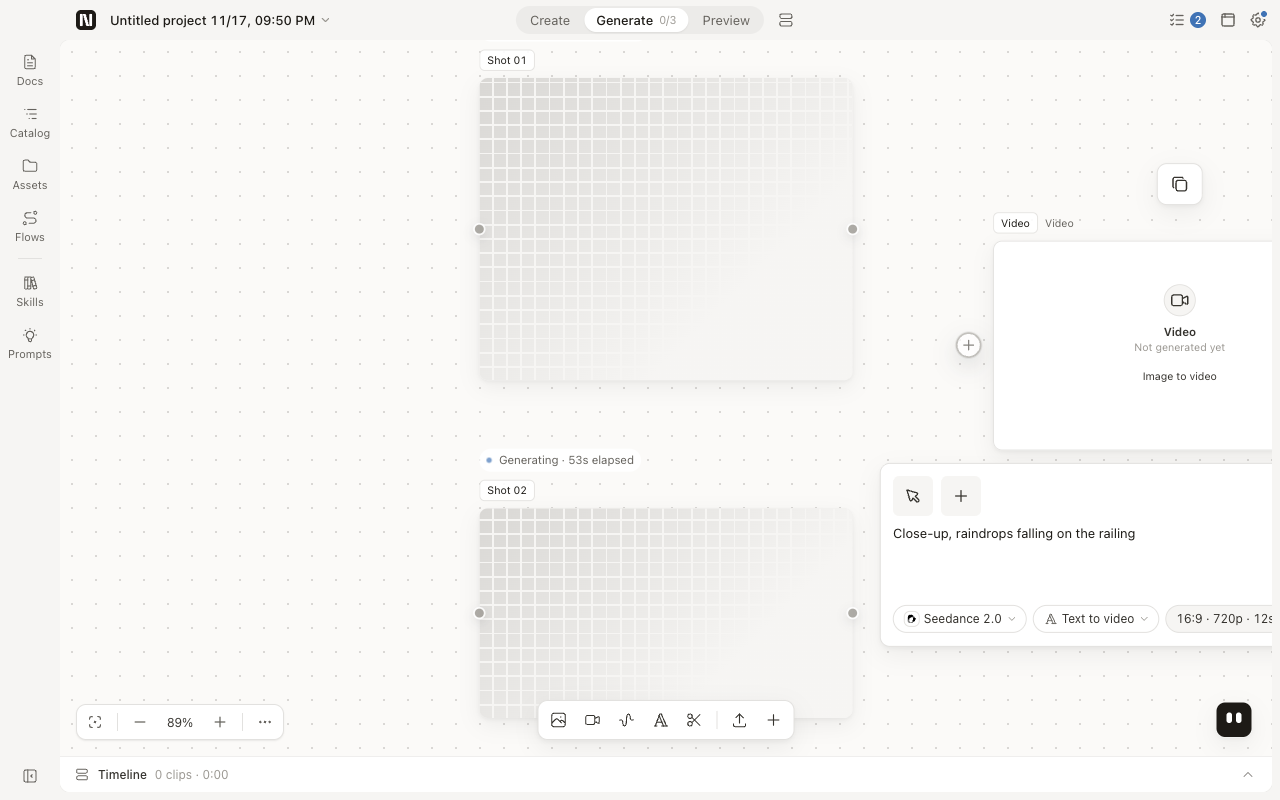 Untitled project 11/17, 09:50 PM
Create
Generate 0/3
Preview
2
Docs
Catalog
Assets
Flows
Skills
Prompts
Shot 01
Video Video
Video
Not generated yet
Image to video
Generating · 53s elapsed
Shot 02
Close-up, raindrops falling on the railing
Seedance 2.0
Text to video
16:9 · 720p · 12s
89%
Timeline 0 clips · 0:00